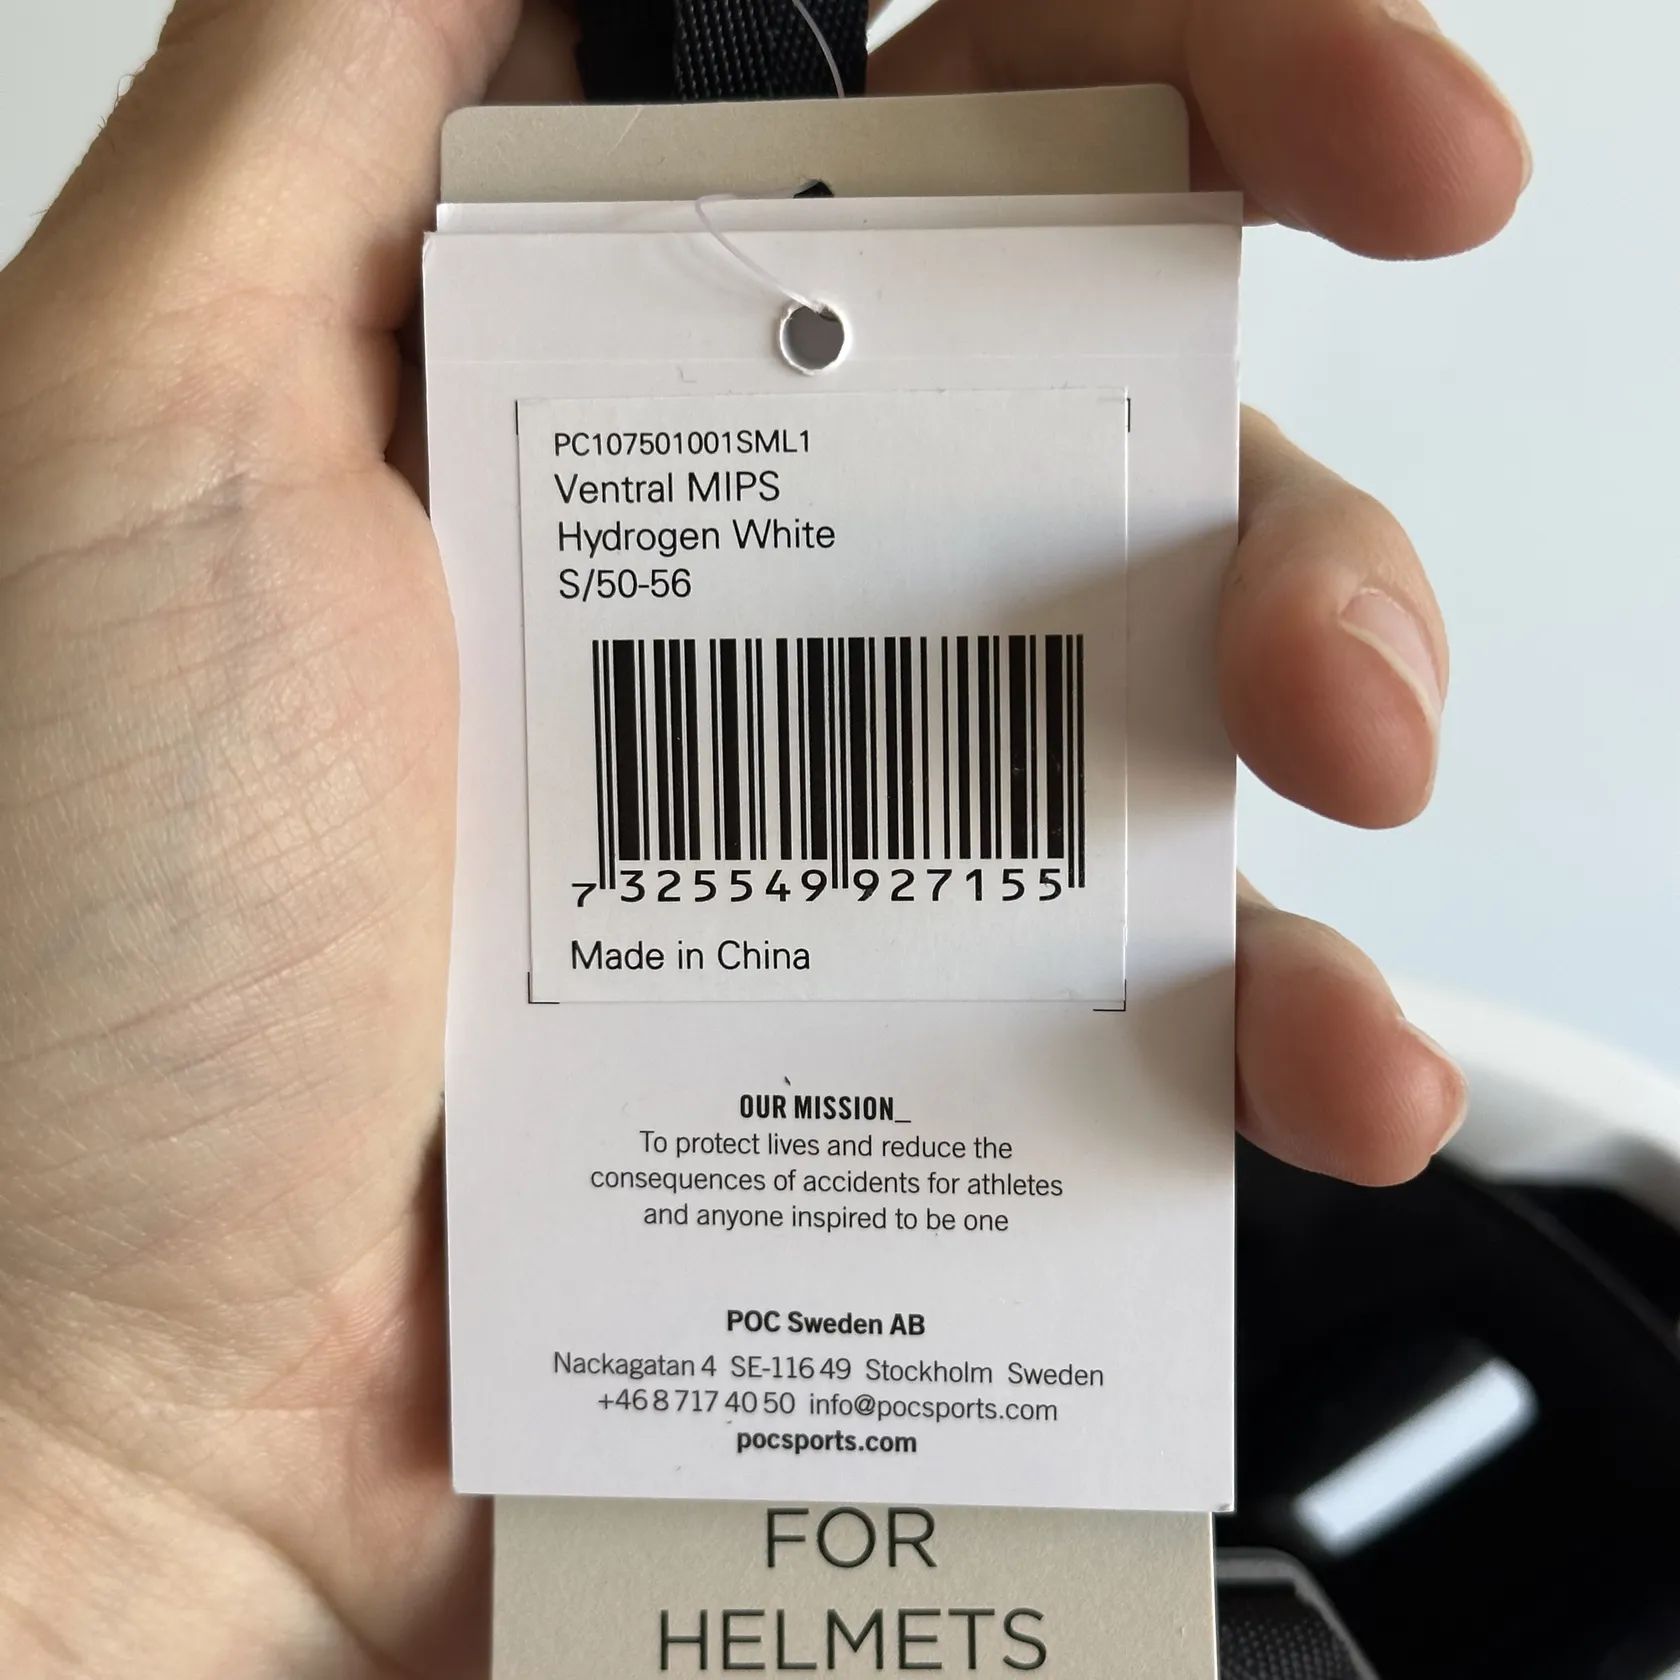 PC107501001SML1
Ventral MIPS
Hydrogen White
S/50-56
7 325549 927155
Made in China
OUR MISSION_
To protect lives and reduce the
consequences of accidents for athletes
and anyone inspired to be one
POC Sweden AB
Nackagatan 4 SE-116 49 Stockholm Sweden
+46 8 717 40 50 info@pocsports.com
pocsports.com
FOR
HELMETS